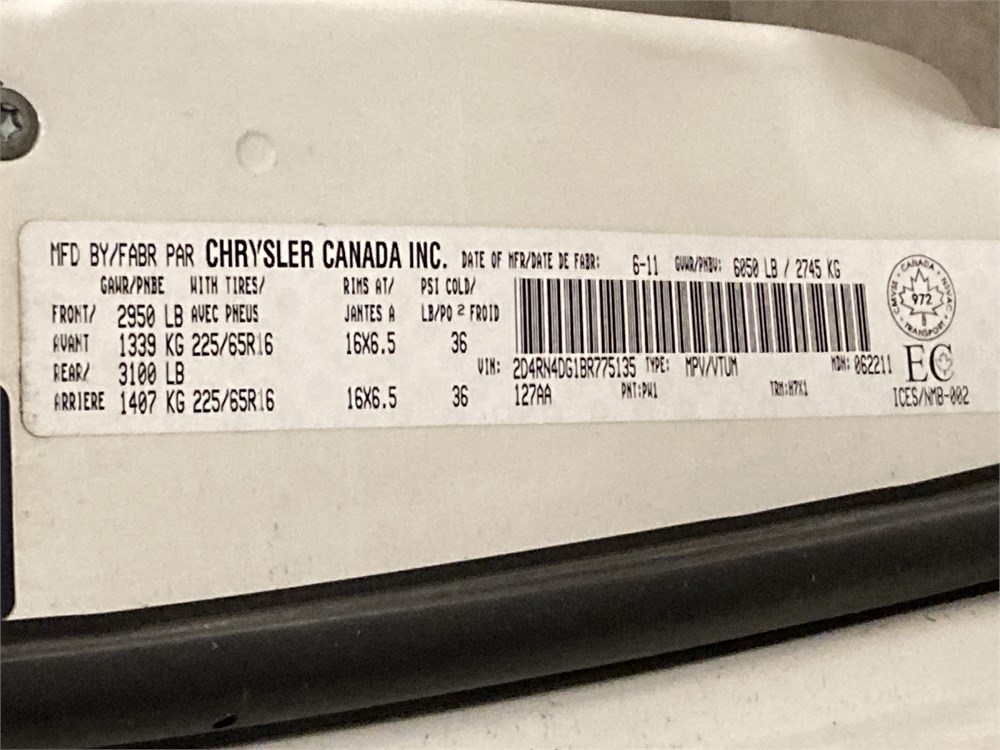 MFD BY/FABR PAR CHRYSLER CANADA INC. DATE OF MFR/DATE DE FABR: 6-11 GVWR/PNBV: 6050 LB / 2745 KG
GAWR/PNBE WITH TIRES/ RIMS AT/ PSI COLD/
FRONT/ 2950 LB AVEC PNEUS JANTES A LB/PO 2 FROID
AVANT 1339 KG 225/65R16 16X6.5 36
REAR/ 3100 LB
ARRIERE 1407 KG 225/65R16 16X6.5 36
VIN: 2D4RN4DG1BR775135 TYPE: MPV/VTUM MDH: 062211
127AA PNT:PW1 TRM:H7X1
CANADA
CMVSS 972 NSVAC
TRANSPORT
EC
ICES/NMB-002